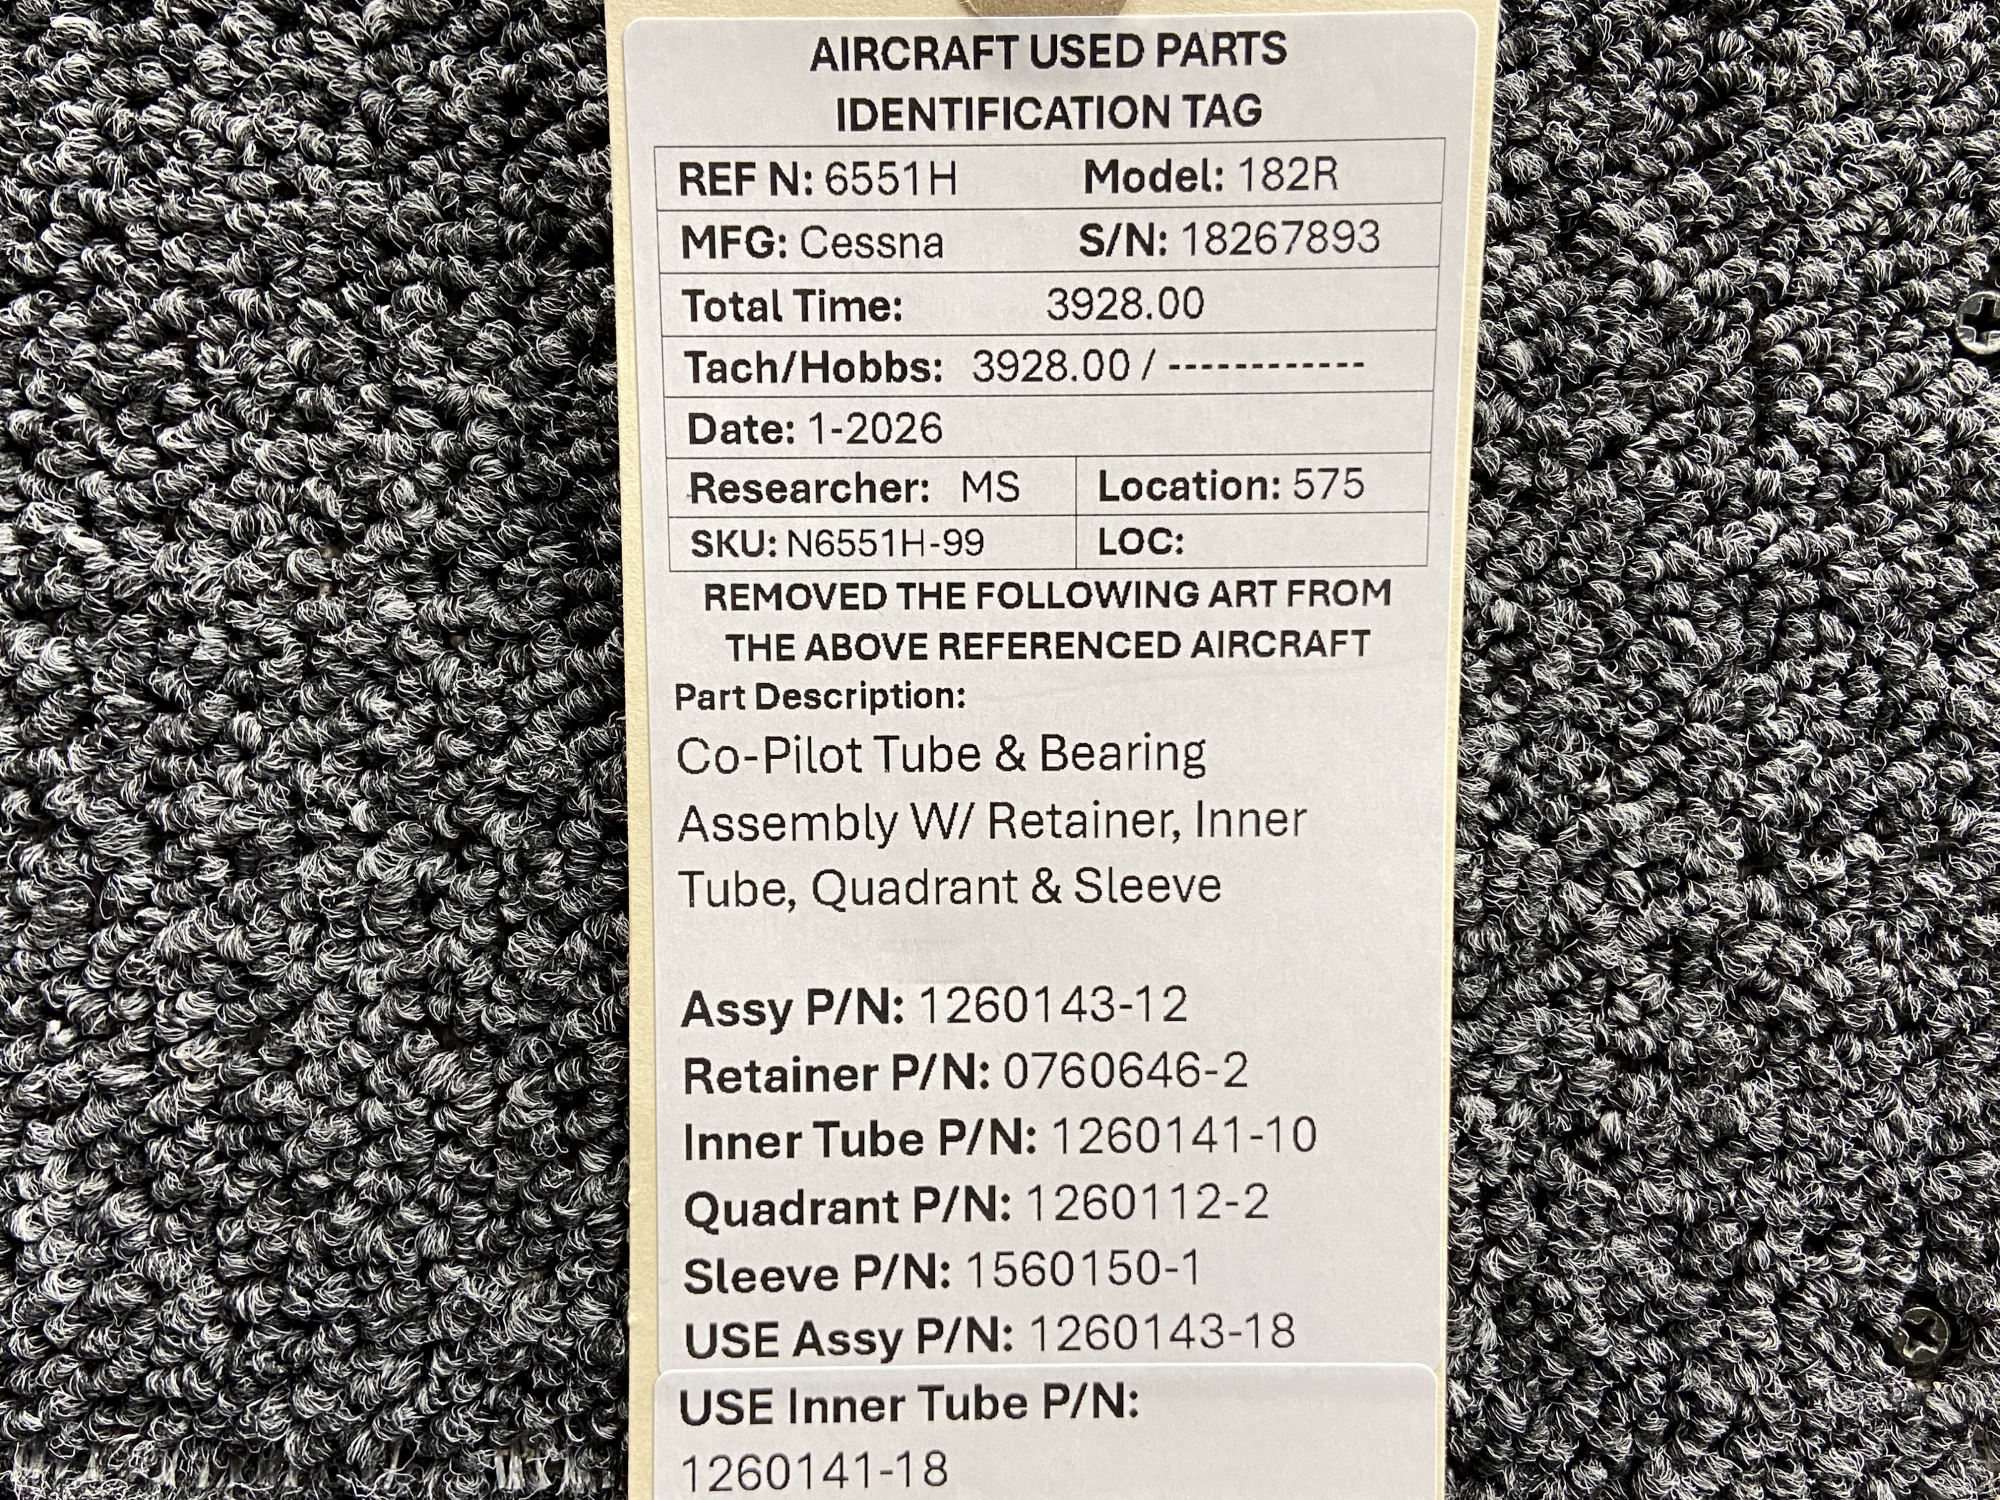 AIRCRAFT USED PARTS
IDENTIFICATION TAG
REF N: 6551H Model: 182R
MFG: Cessna S/N: 18267893
Total Time: 3928.00
Tach/Hobbs: 3928.00 / ------------
Date: 1-2026
Researcher: MS Location: 575
SKU: N6551H-99 LOC:
REMOVED THE FOLLOWING ART FROM
THE ABOVE REFERENCED AIRCRAFT
Part Description:
Co-Pilot Tube & Bearing
Assembly W/ Retainer, Inner
Tube, Quadrant & Sleeve
Assy P/N: 1260143-12
Retainer P/N: 0760646-2
Inner Tube P/N: 1260141-10
Quadrant P/N: 1260112-2
Sleeve P/N: 1560150-1
USE Assy P/N: 1260143-18
USE Inner Tube P/N:
1260141-18